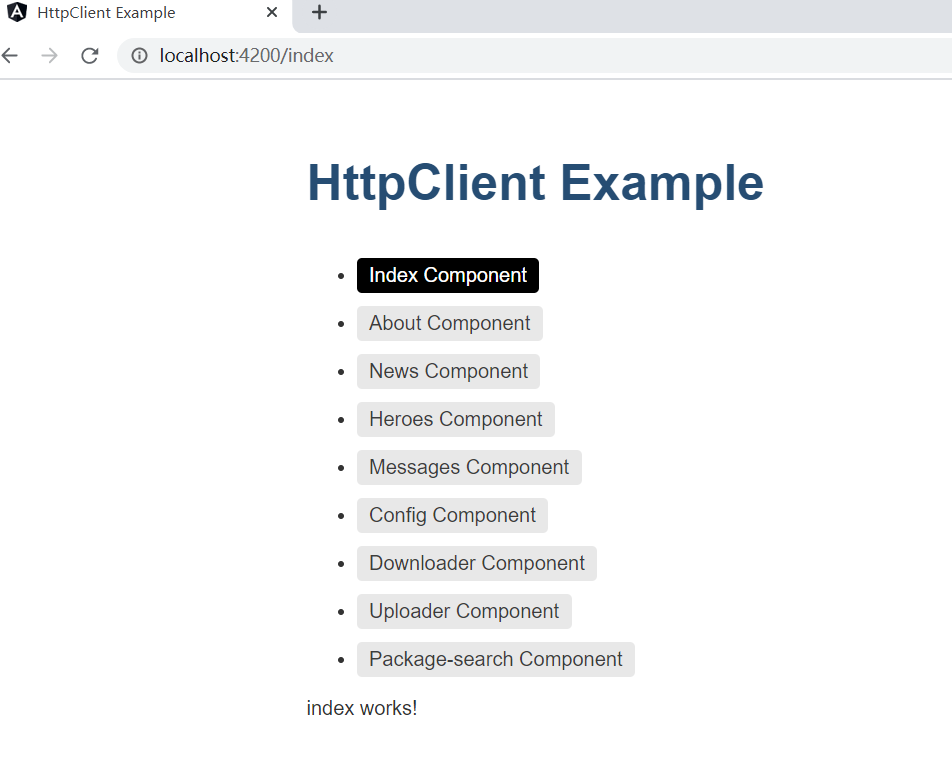 HttpClient Example
localhost:4200/index
HttpClient Example
Index Component
About Component
News Component
Heroes Component
Messages Component
Config Component
Downloader Component
Uploader Component
Package-search Component
index works!